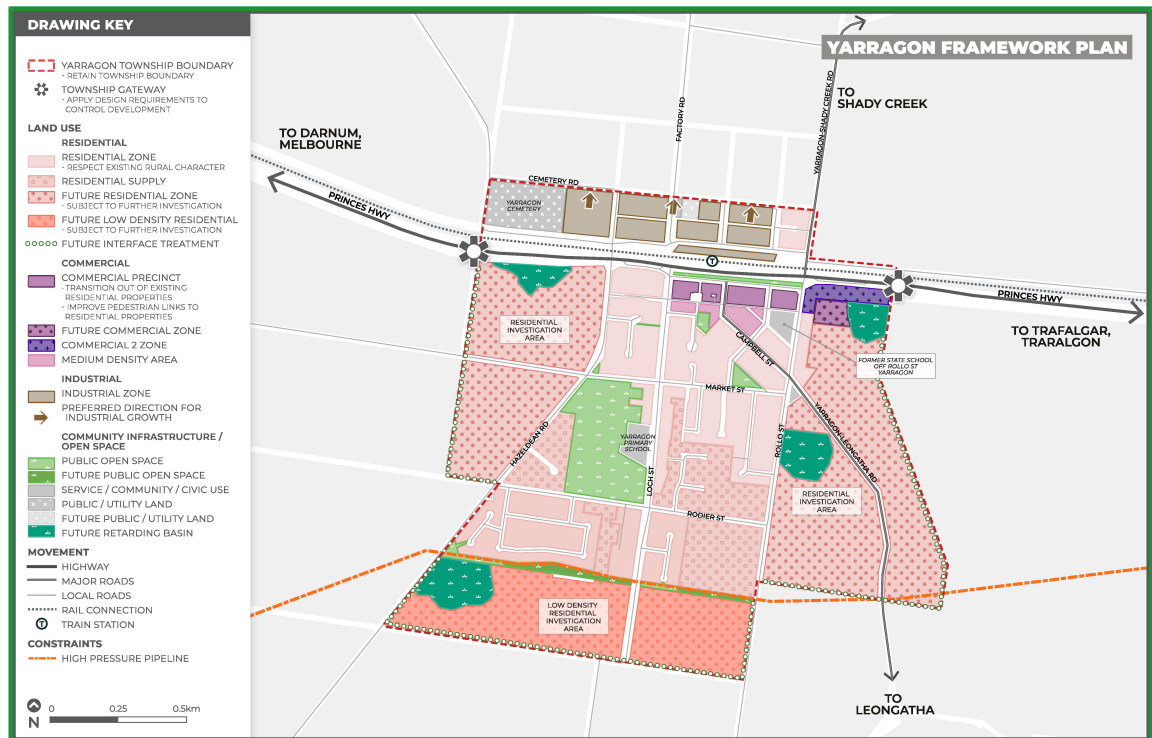 DRAWING KEY
YARRAGON TOWNSHIP BOUNDARY
- RETAIN TOWNSHIP BOUNDARY
TOWNSHIP GATEWAY
- APPLY DESIGN REQUIREMENTS TO
CONTROL DEVELOPMENT
LAND USE
RESIDENTIAL
RESIDENTIAL ZONE
- RESPECT EXISTING RURAL CHARACTER
RESIDENTIAL SUPPLY
FUTURE RESIDENTIAL ZONE
- SUBJECT TO FURTHER INVESTIGATION
FUTURE LOW DENSITY RESIDENTIAL
- SUBJECT TO FURTHER INVESTIGATION
FUTURE INTERFACE TREATMENT
COMMERCIAL
COMMERCIAL PRECINCT
- TRANSITION OUT OF EXISTING
RESIDENTIAL PROPERTIES
- IMPROVE PEDESTRIAN LINKS TO
RESIDENTIAL PROPERTIES
FUTURE COMMERCIAL ZONE
COMMERCIAL 2 ZONE
MEDIUM DENSITY AREA
INDUSTRIAL
INDUSTRIAL ZONE
PREFERRED DIRECTION FOR
INDUSTRIAL GROWTH
COMMUNITY INFRASTRUCTURE /
OPEN SPACE
PUBLIC OPEN SPACE
FUTURE PUBLIC OPEN SPACE
SERVICE / COMMUNITY / CIVIC USE
PUBLIC / UTILITY LAND
FUTURE PUBLIC / UTILITY LAND
FUTURE RETARDING BASIN
MOVEMENT
HIGHWAY
MAJOR ROADS
LOCAL ROADS
RAIL CONNECTION
T
TRAIN STATION
CONSTRAINTS
HIGH PRESSURE PIPELINE
N
0 0.25 0.5km
YARRAGON FRAMEWORK PLAN
TO
SHADY CREEK
YARRAGON-SHADY CREEK RD
FACTORY RD
TO DARNUM,
MELBOURNE
CEMETERY RD
PRINCES HWY
YARRAGON
CEMETERY
T
PRINCES HWY
TO TRAFALGAR,
TRARALGON
RESIDENTIAL
INVESTIGATION
AREA
CAMPBELL ST
FORMER STATE SCHOOL
OFF ROLLO ST
YARRAGON
MARKET ST
HAZELDEAN RD
YARRAGON
PRIMARY
SCHOOL
LOCH ST
ROLLO ST
YARRAGON-LEONGATHA RD
RESIDENTIAL
INVESTIGATION
AREA
RODIER ST
LOW DENSITY
RESIDENTIAL
INVESTIGATION
AREA
TO
LEONGATHA